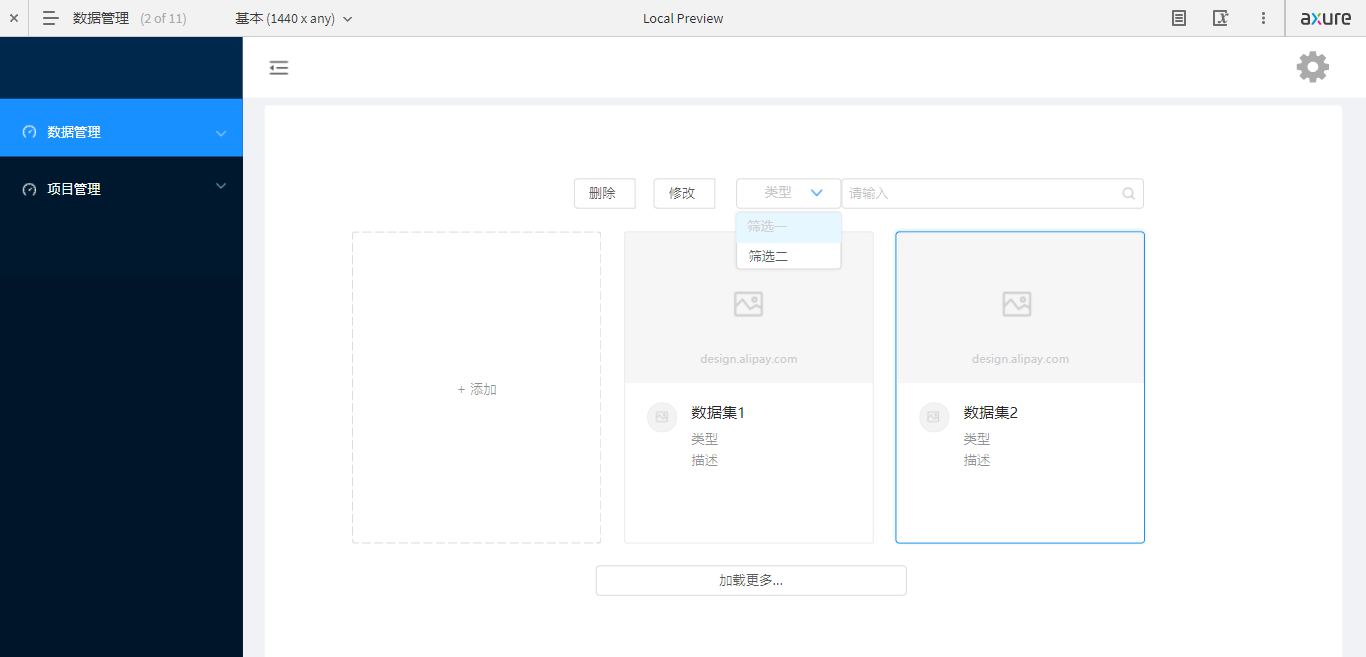 数据管理 (2 of 11) 基本 (1440 x any) Local Preview axure
数据管理
项目管理
删除 修改 类型 请输入
筛选一
筛选二
+ 添加
design.alipay.com
数据集1
类型
描述
design.alipay.com
数据集2
类型
描述
加载更多...